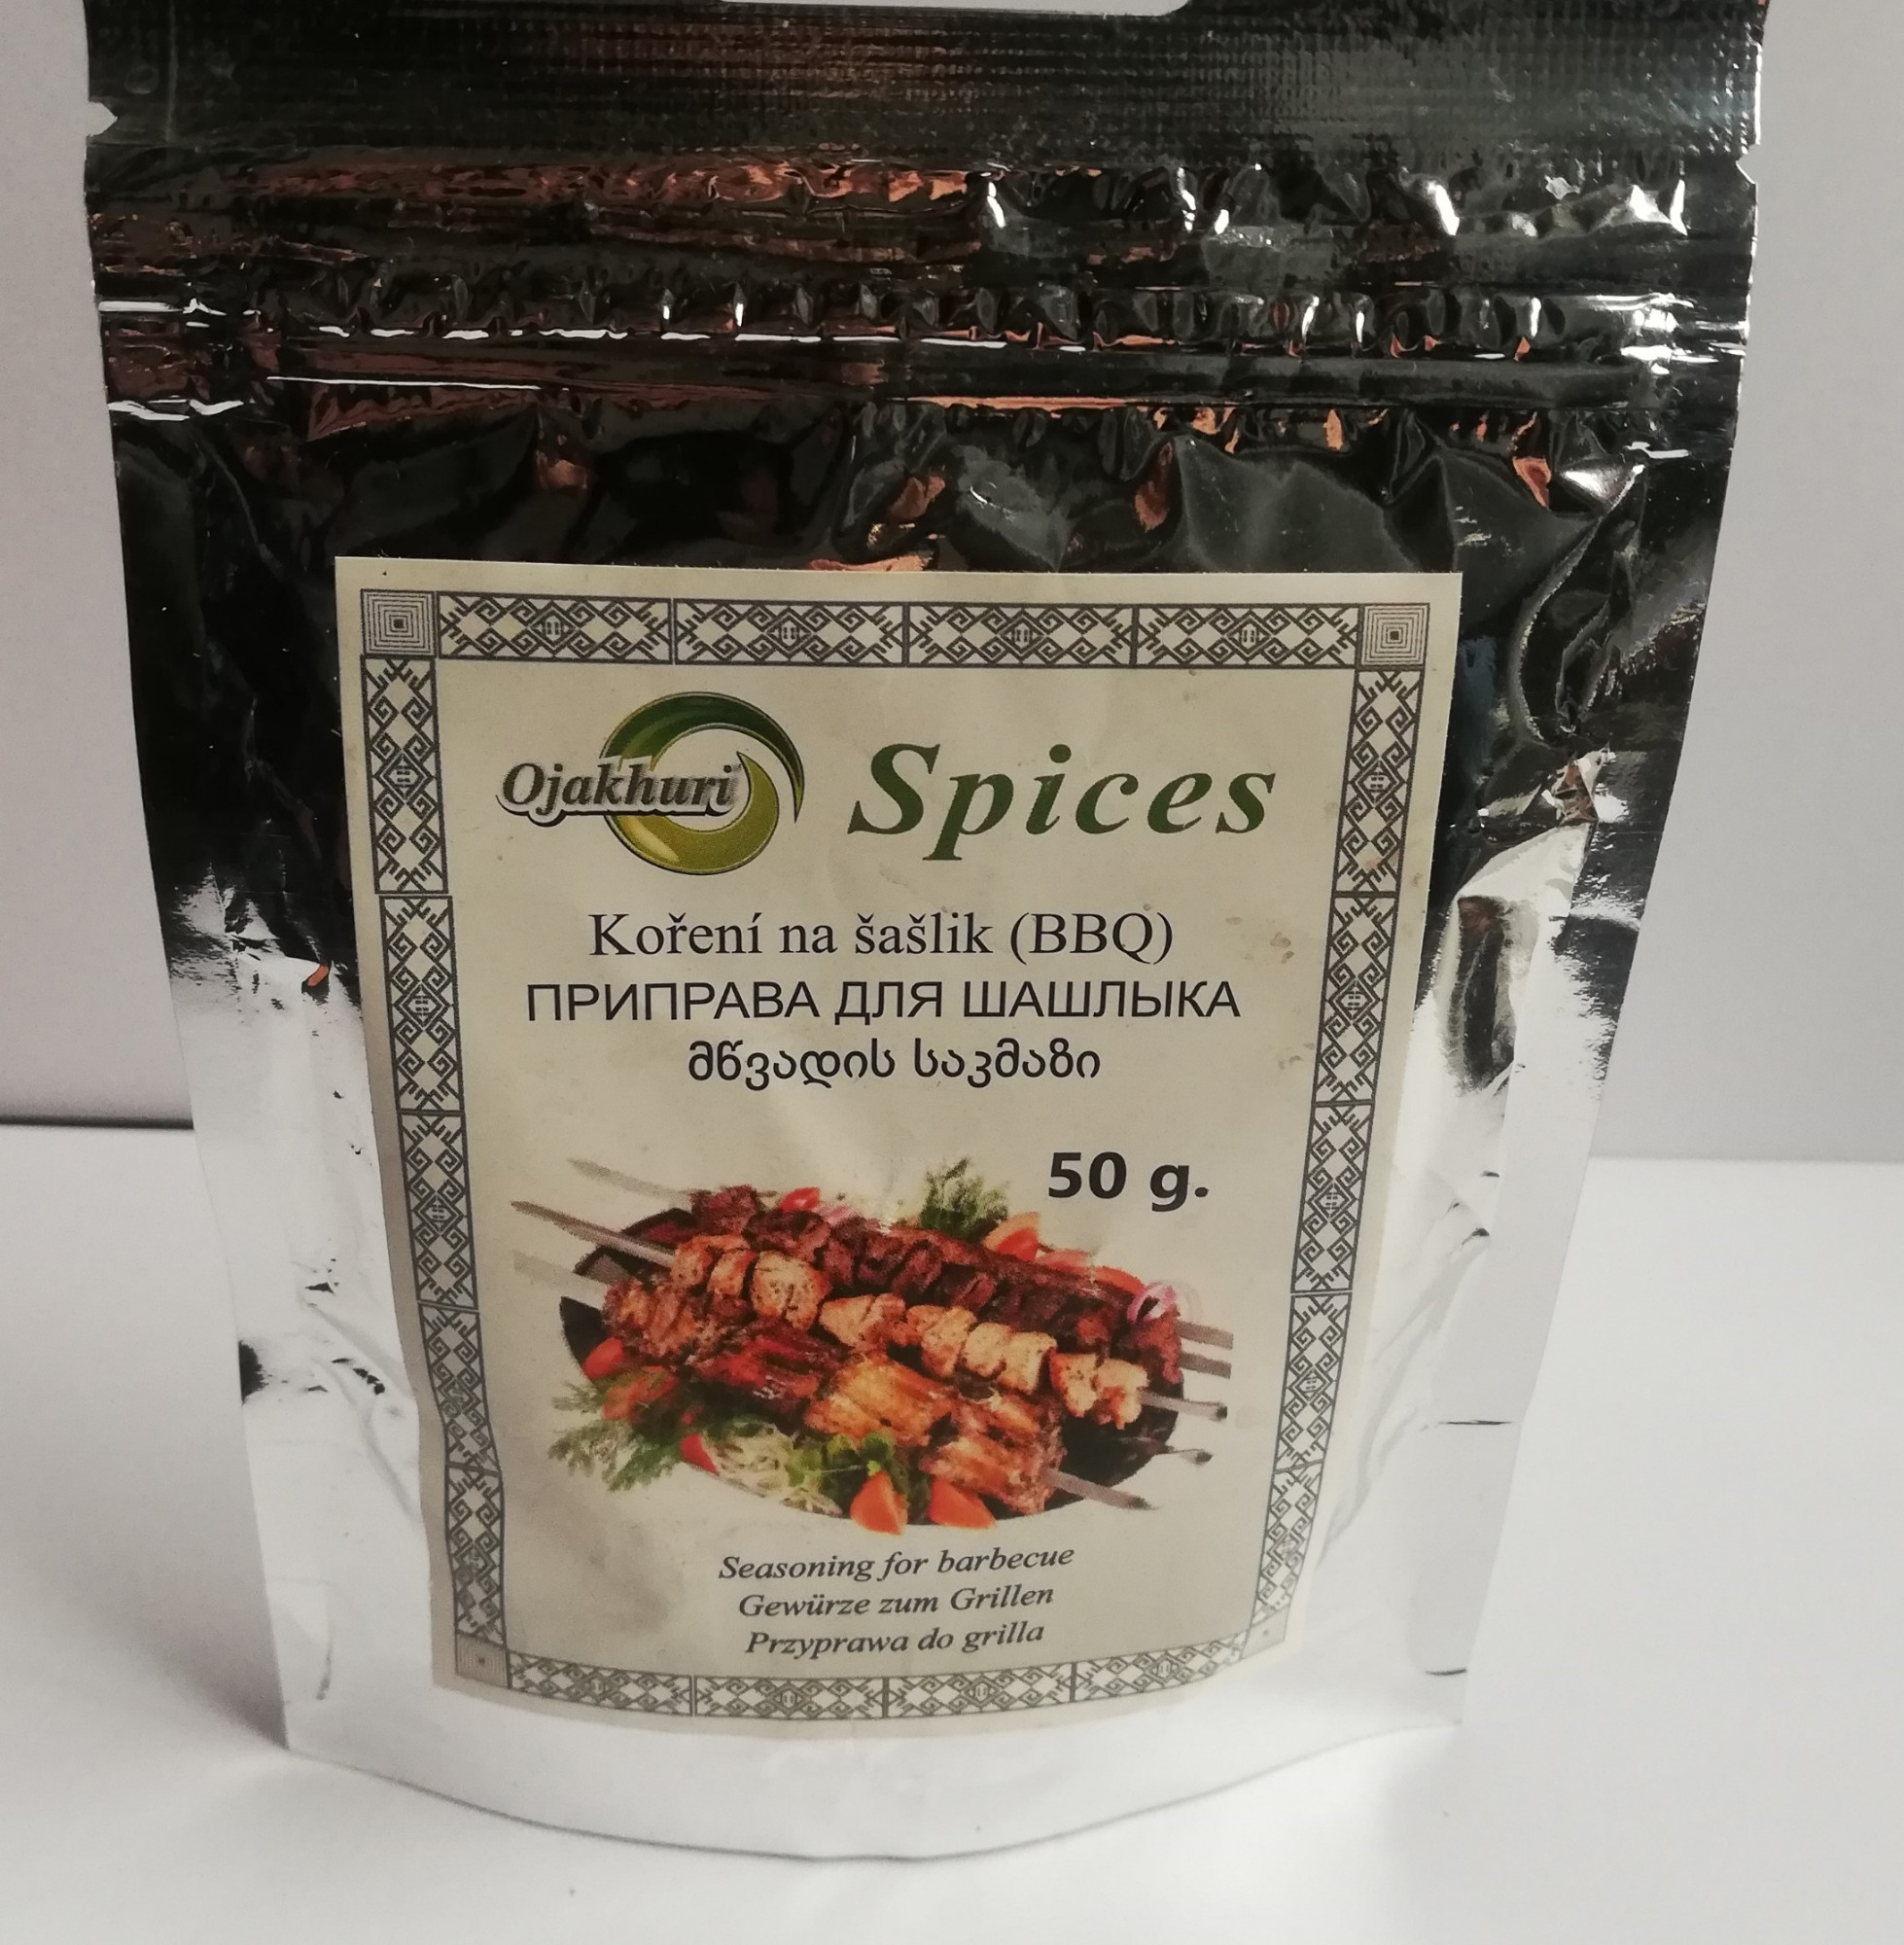 Ojakhuri Spices
Koření na šašlik (BBQ)
ПРИПРАВА ДЛЯ ШАШЛЫКА
მწვადის საკმაზი
50 g.
Seasoning for barbecue
Gewürze zum Grillen
Przyprawa do grilla